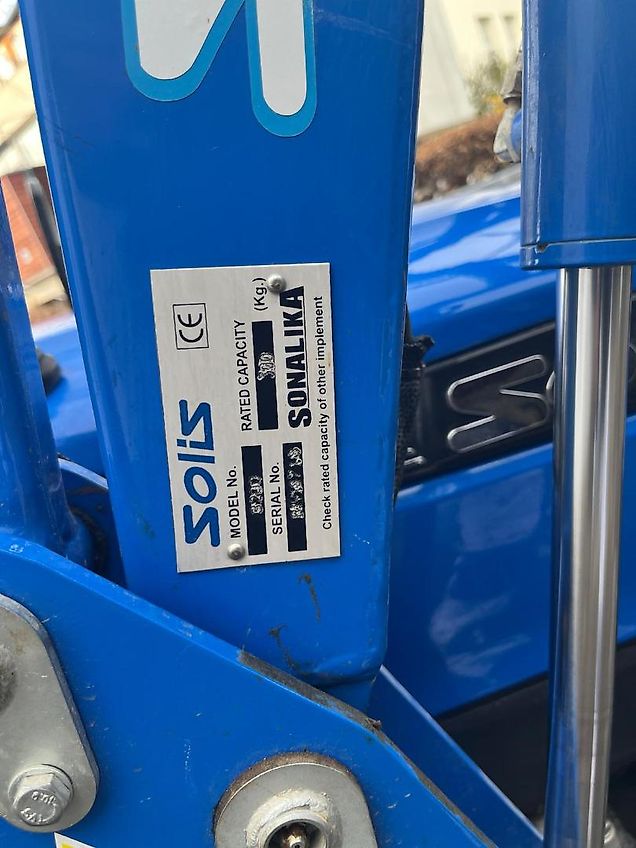 CE
SOLIS
MODEL No.
RATED CAPACITY
(Kg.)
SERIAL No.
SONALIKA
Check rated capacity of other implement